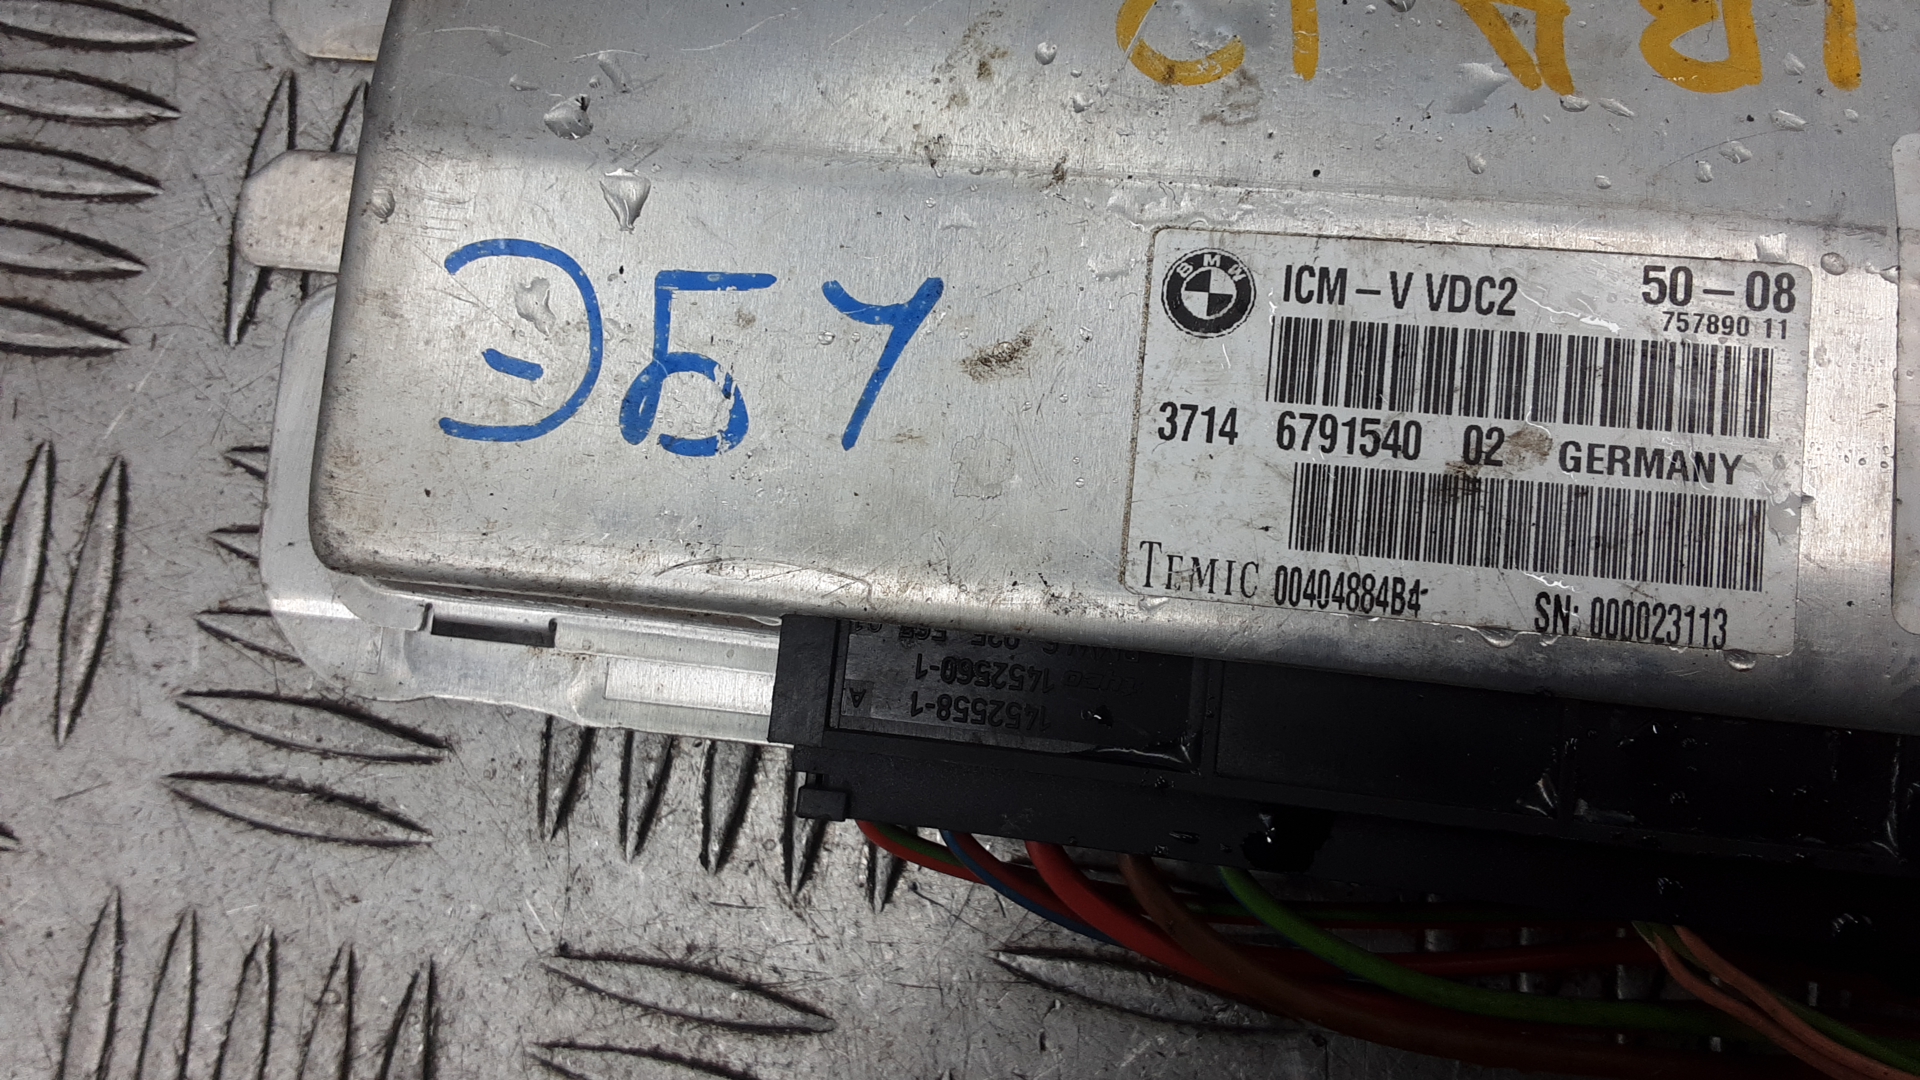 ЭБУ
BMW
ICM-V VDC2 50-08
757890 11
3714 6791540 02 GERMANY
TEMIC 00404884B4 SN: 000023113
1452558-1
A
1452560-1